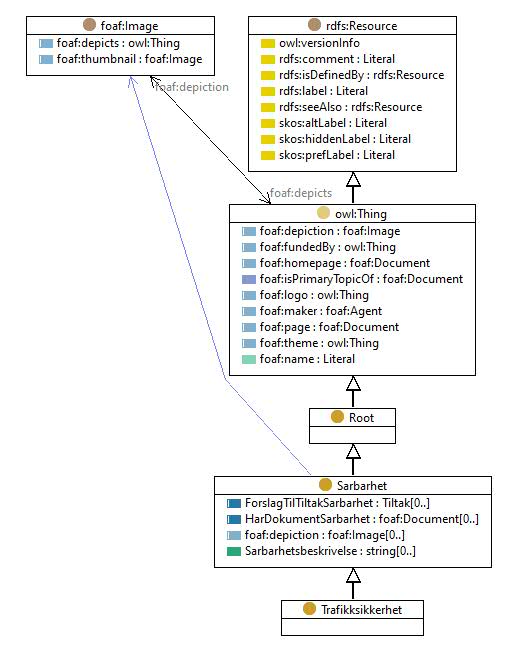 foaf:Image
foaf:depicts : owl:Thing
foaf:thumbnail : foaf:Image
rdfs:Resource
owl:versionInfo
rdfs:comment : Literal
rdfs:isDefinedBy : rdfs:Resource
rdfs:label : Literal
rdfs:seeAlso : rdfs:Resource
skos:altLabel : Literal
skos:hiddenLabel : Literal
skos:prefLabel : Literal
foaf:depiction
foaf:depicts
owl:Thing
foaf:depiction : foaf:Image
foaf:fundedBy : owl:Thing
foaf:homepage : foaf:Document
foaf:isPrimaryTopicOf : foaf:Document
foaf:logo : owl:Thing
foaf:maker : foaf:Agent
foaf:page : foaf:Document
foaf:theme : owl:Thing
foaf:name : Literal
Root
Sarbarhet
ForslagTilTiltakSarbarhet : Tiltak[0..]
HarDokumentSarbarhet : foaf:Document[0..]
foaf:depiction : foaf:Image[0..]
Sarbarhetsbeskrivelse : string[0..]
Trafikksikkerhet